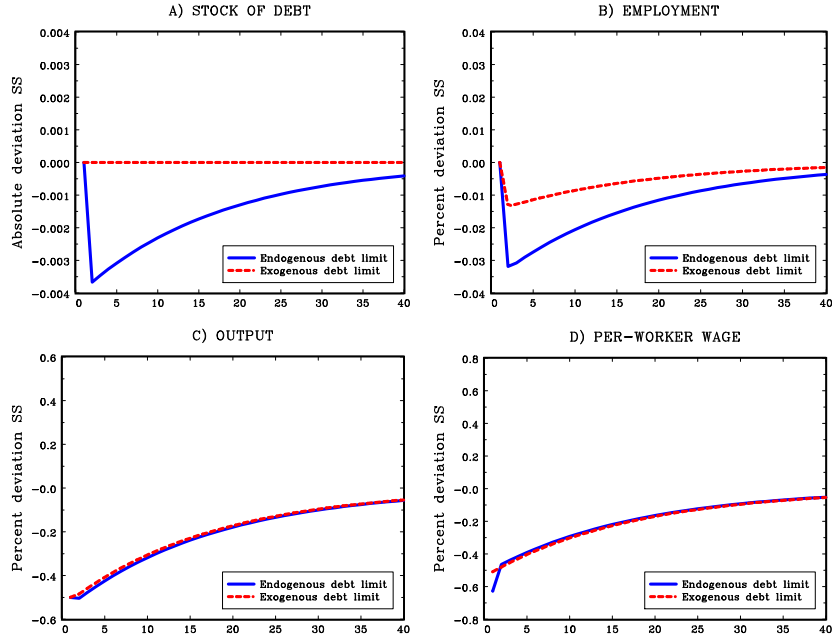 A) STOCK OF DEBT
Absolute deviation SS
0.004
0.003
0.002
0.001
0.000
−0.001
−0.002
−0.003
−0.004
5 10 15 20 25 30 35 40
Endogenous debt limit
Exogenous debt limit
B) EMPLOYMENT
Percent deviation SS
0.04
0.03
0.02
0.01
0.00
−0.01
−0.02
−0.03
−0.04
5 10 15 20 25 30 35 40
Endogenous debt limit
Exogenous debt limit
C) OUTPUT
Percent deviation SS
0.6
0.4
0.2
−0.0
−0.2
−0.4
−0.6
0 5 10 15 20 25 30 35 40
Endogenous debt limit
Exogenous debt limit
D) PER−WORKER WAGE
Percent deviation SS
0.8
0.6
0.4
0.2
−0.0
−0.2
−0.4
−0.6
−0.8
0 5 10 15 20 25 30 35 40
Endogenous debt limit
Exogenous debt limit